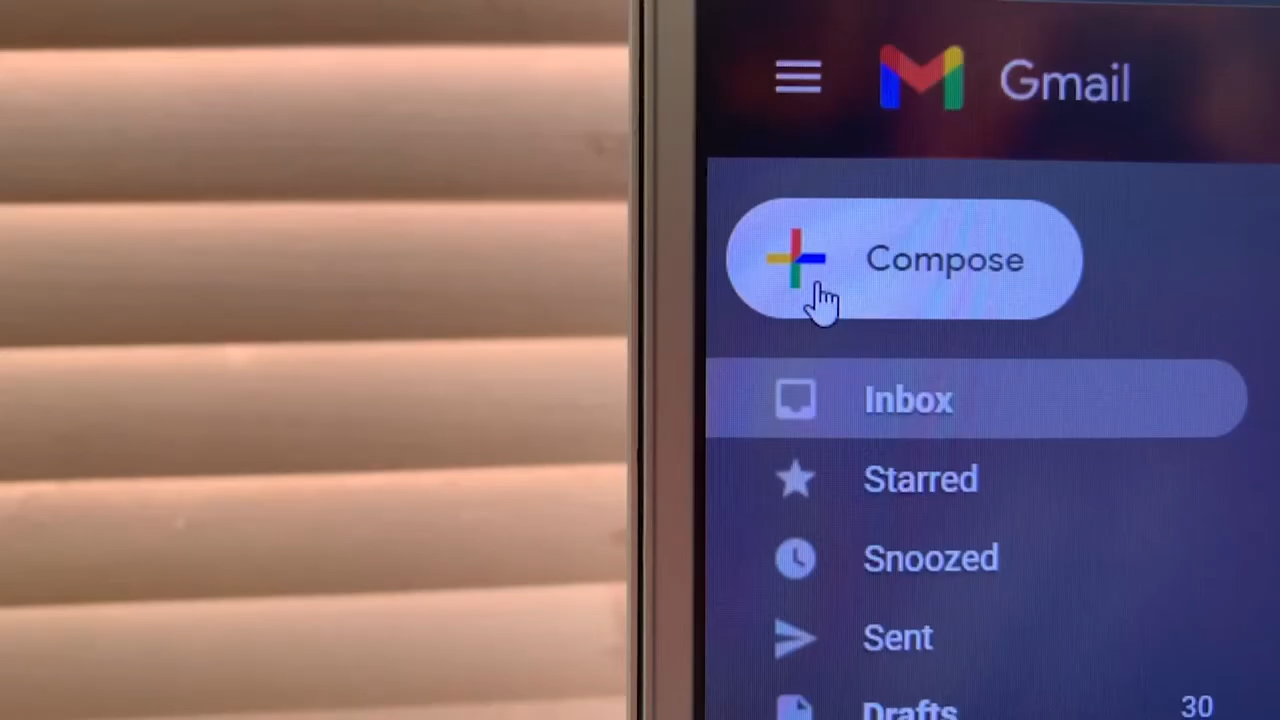 Gmail
Compose
Inbox
Starred
Snoozed
Sent
Drafts 30